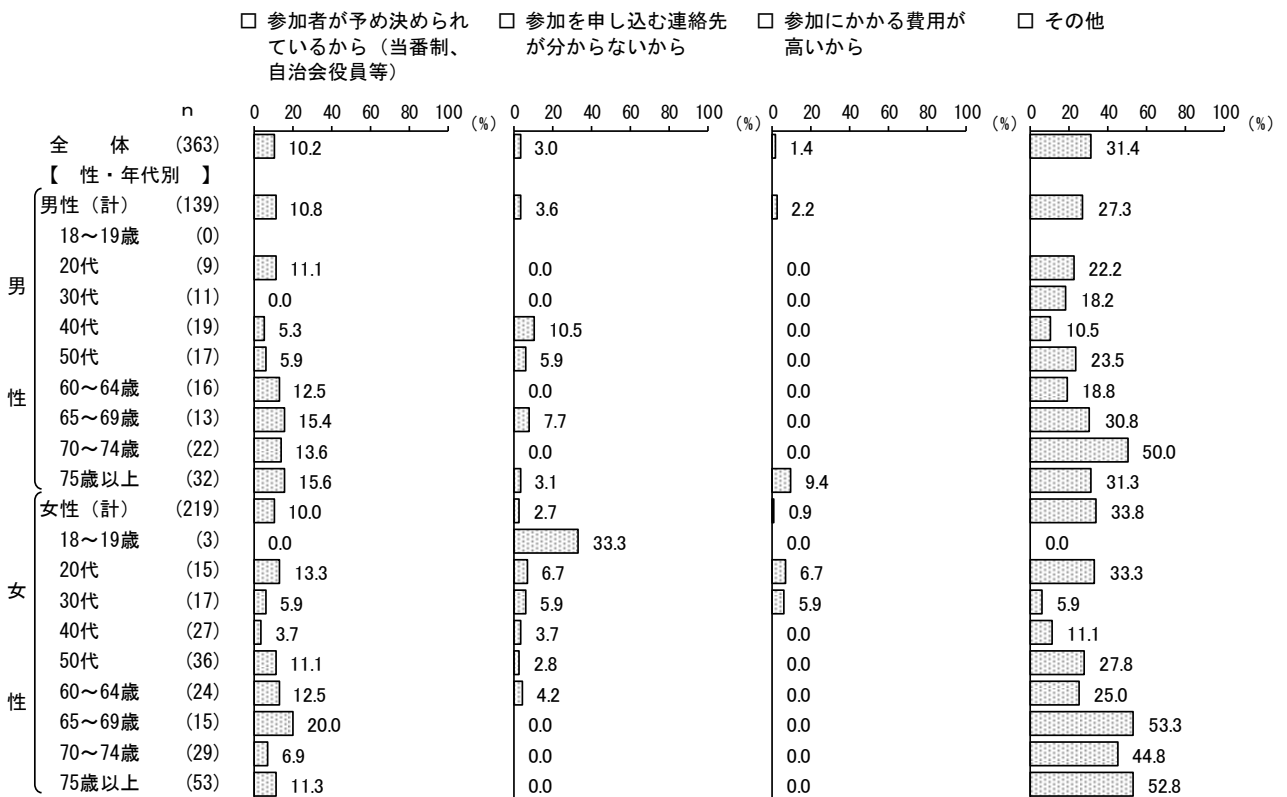 □ 参加者が予め決められ
ているから（当番制、
自治会役員等）
□ 参加を申し込む連絡先
が分からないから
□ 参加にかかる費用が
高いから
□ その他
n
0 20 40 60 80 100 (%)
0 20 40 60 80 100 (%)
0 20 40 60 80 100 (%)
0 20 40 60 80 100 (%)
全　体 (363) 10.2 3.0 1.4 31.4
【　性・年代別　】
男性
男性（計） (139) 10.8 3.6 2.2 27.3
18～19歳 (0)
20代 (9) 11.1 0.0 0.0 22.2
30代 (11) 0.0 0.0 0.0 18.2
40代 (19) 5.3 10.5 0.0 10.5
50代 (17) 5.9 5.9 0.0 23.5
60～64歳 (16) 12.5 0.0 0.0 18.8
65～69歳 (13) 15.4 7.7 0.0 30.8
70～74歳 (22) 13.6 0.0 0.0 50.0
75歳以上 (32) 15.6 3.1 9.4 31.3
女性
女性（計） (219) 10.0 2.7 0.9 33.8
18～19歳 (3) 0.0 33.3 0.0 0.0
20代 (15) 13.3 6.7 6.7 33.3
30代 (17) 5.9 5.9 5.9 5.9
40代 (27) 3.7 3.7 0.0 11.1
50代 (36) 11.1 2.8 0.0 27.8
60～64歳 (24) 12.5 4.2 0.0 25.0
65～69歳 (15) 20.0 0.0 0.0 53.3
70～74歳 (29) 6.9 0.0 0.0 44.8
75歳以上 (53) 11.3 0.0 0.0 52.8